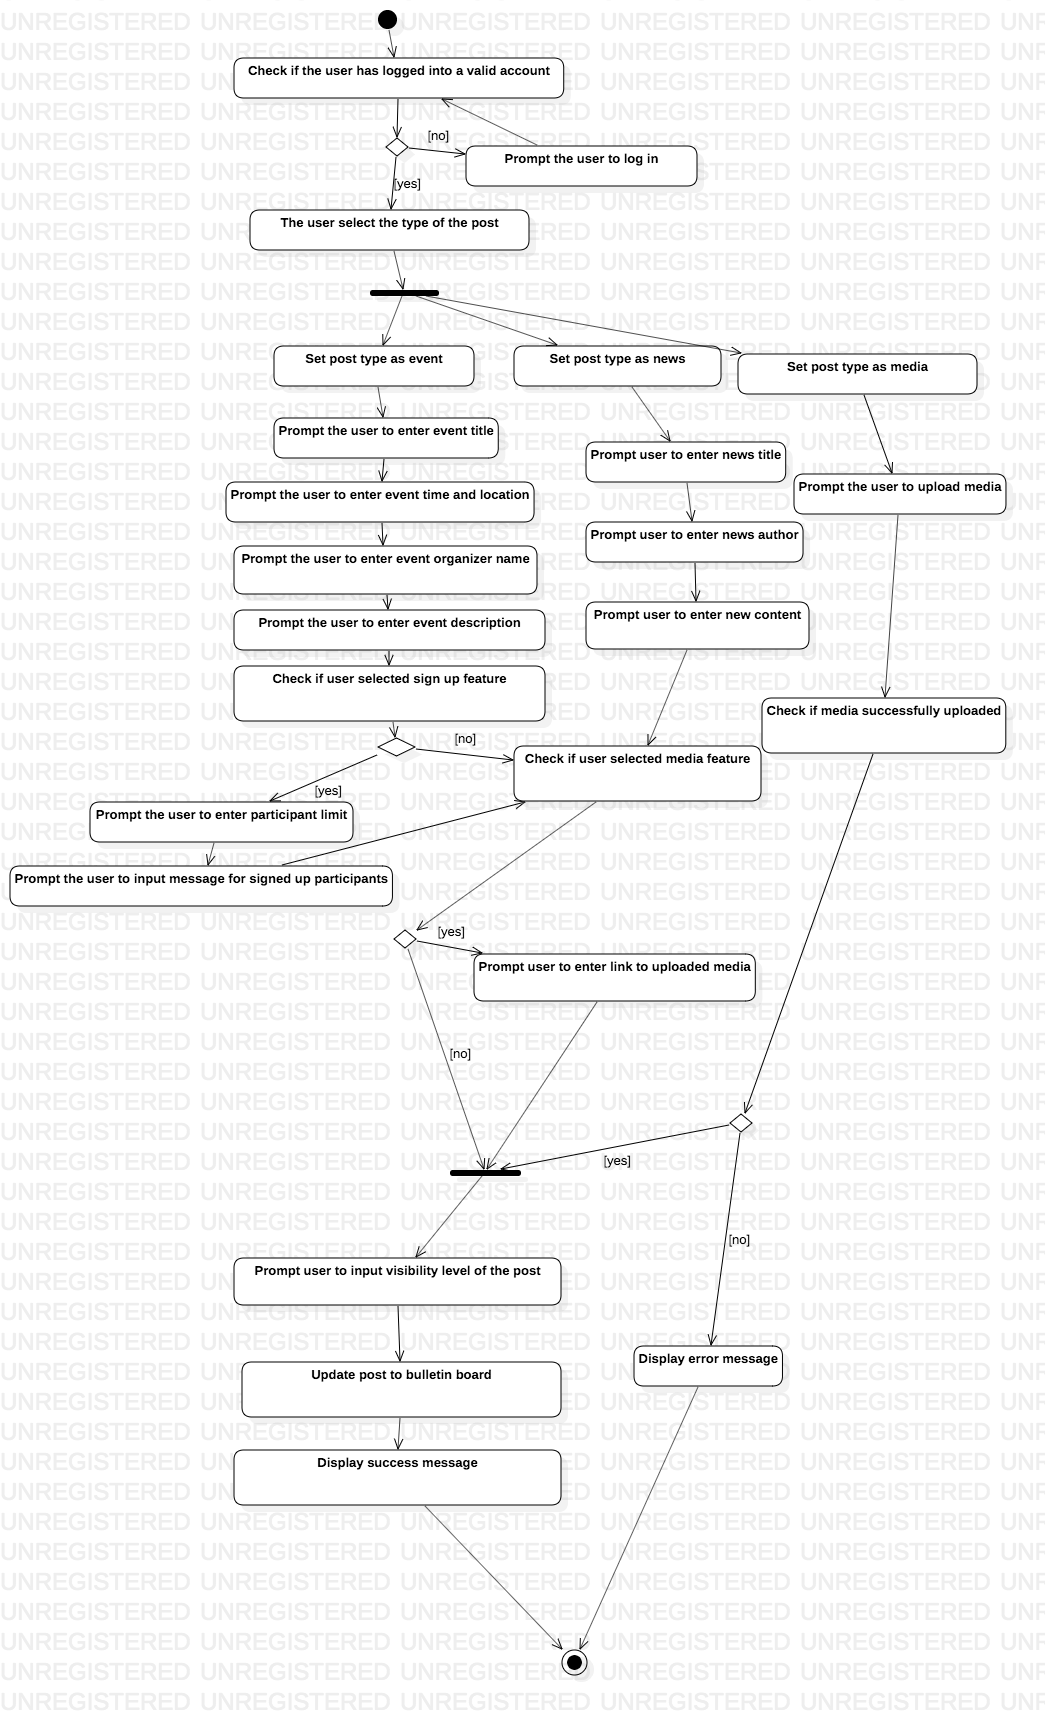 Check if the user has logged into a valid account
[no]
Prompt the user to log in
[yes]
The user select the type of the post
Set post type as event
Set post type as news
Set post type as media
Prompt the user to enter event title
Prompt user to enter news title
Prompt the user to upload media
Prompt the user to enter event time and location
Prompt user to enter news author
Prompt the user to enter event organizer name
Prompt user to enter new content
Prompt the user to enter event description
Check if user selected sign up feature
Check if media successfully uploaded
[no]
Check if user selected media feature
[yes]
Prompt the user to enter participant limit
Prompt the user to input message for signed up participants
[yes]
Prompt user to enter link to uploaded media
[no]
[yes]
[no]
Prompt user to input visibility level of the post
Display error message
Update post to bulletin board
Display success message
UNREGISTERED